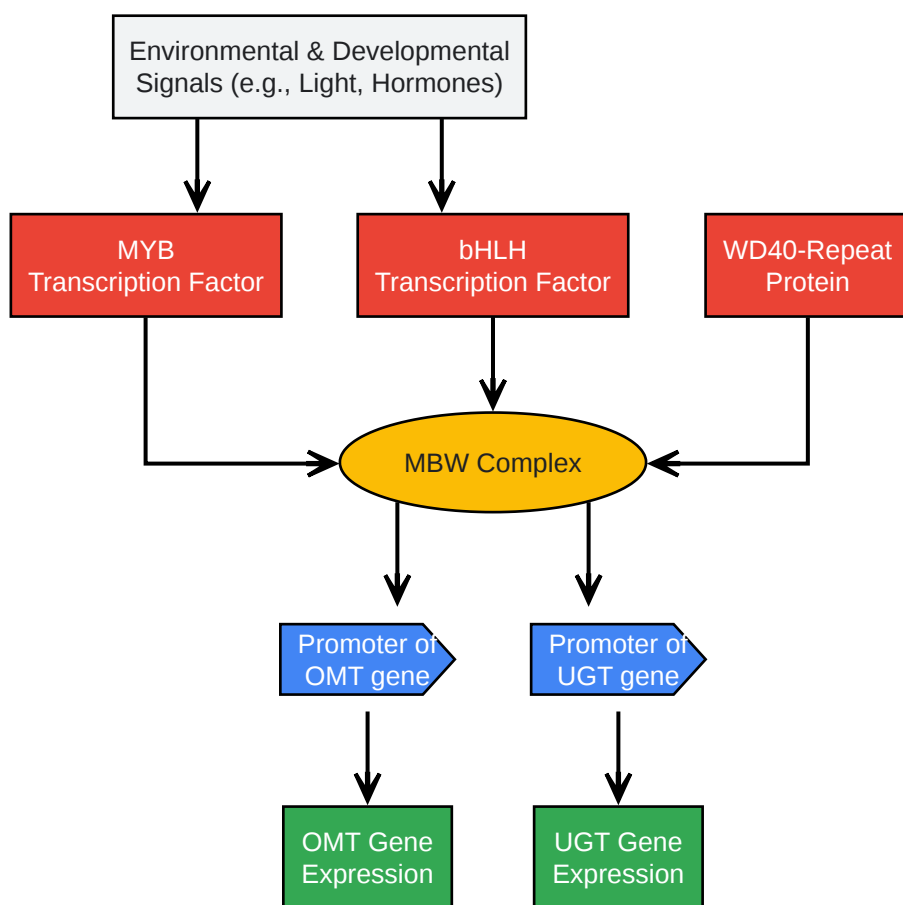 Environmental & Developmental
Signals (e.g., Light, Hormones)
MYB
Transcription Factor
bHLH
Transcription Factor
WD40-Repeat
Protein
MBW Complex
Promoter of
OMT gene
Promoter of
UGT gene
OMT Gene
Expression
UGT Gene
Expression